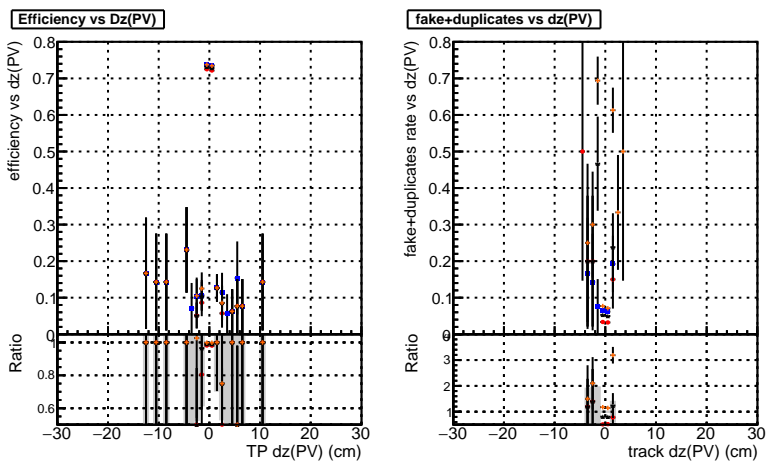 Efficiency vs Dz(PV)
efficiency vs dz(PV)
0.8
0.7
0.6
0.5
0.4
0.3
0.2
0.1
0
Ratio
1
0.8
0.6
−30 −20 −10 0 10 20 30
TP dz(PV) (cm)
fake+duplicates vs dz(PV)
fake+duplicates rate vs dz(PV)
0.8
0.7
0.6
0.5
0.4
0.3
0.2
0.1
0
Ratio
3
2
1
−30 −20 −10 0 10 20 30
track dz(PV) (cm)